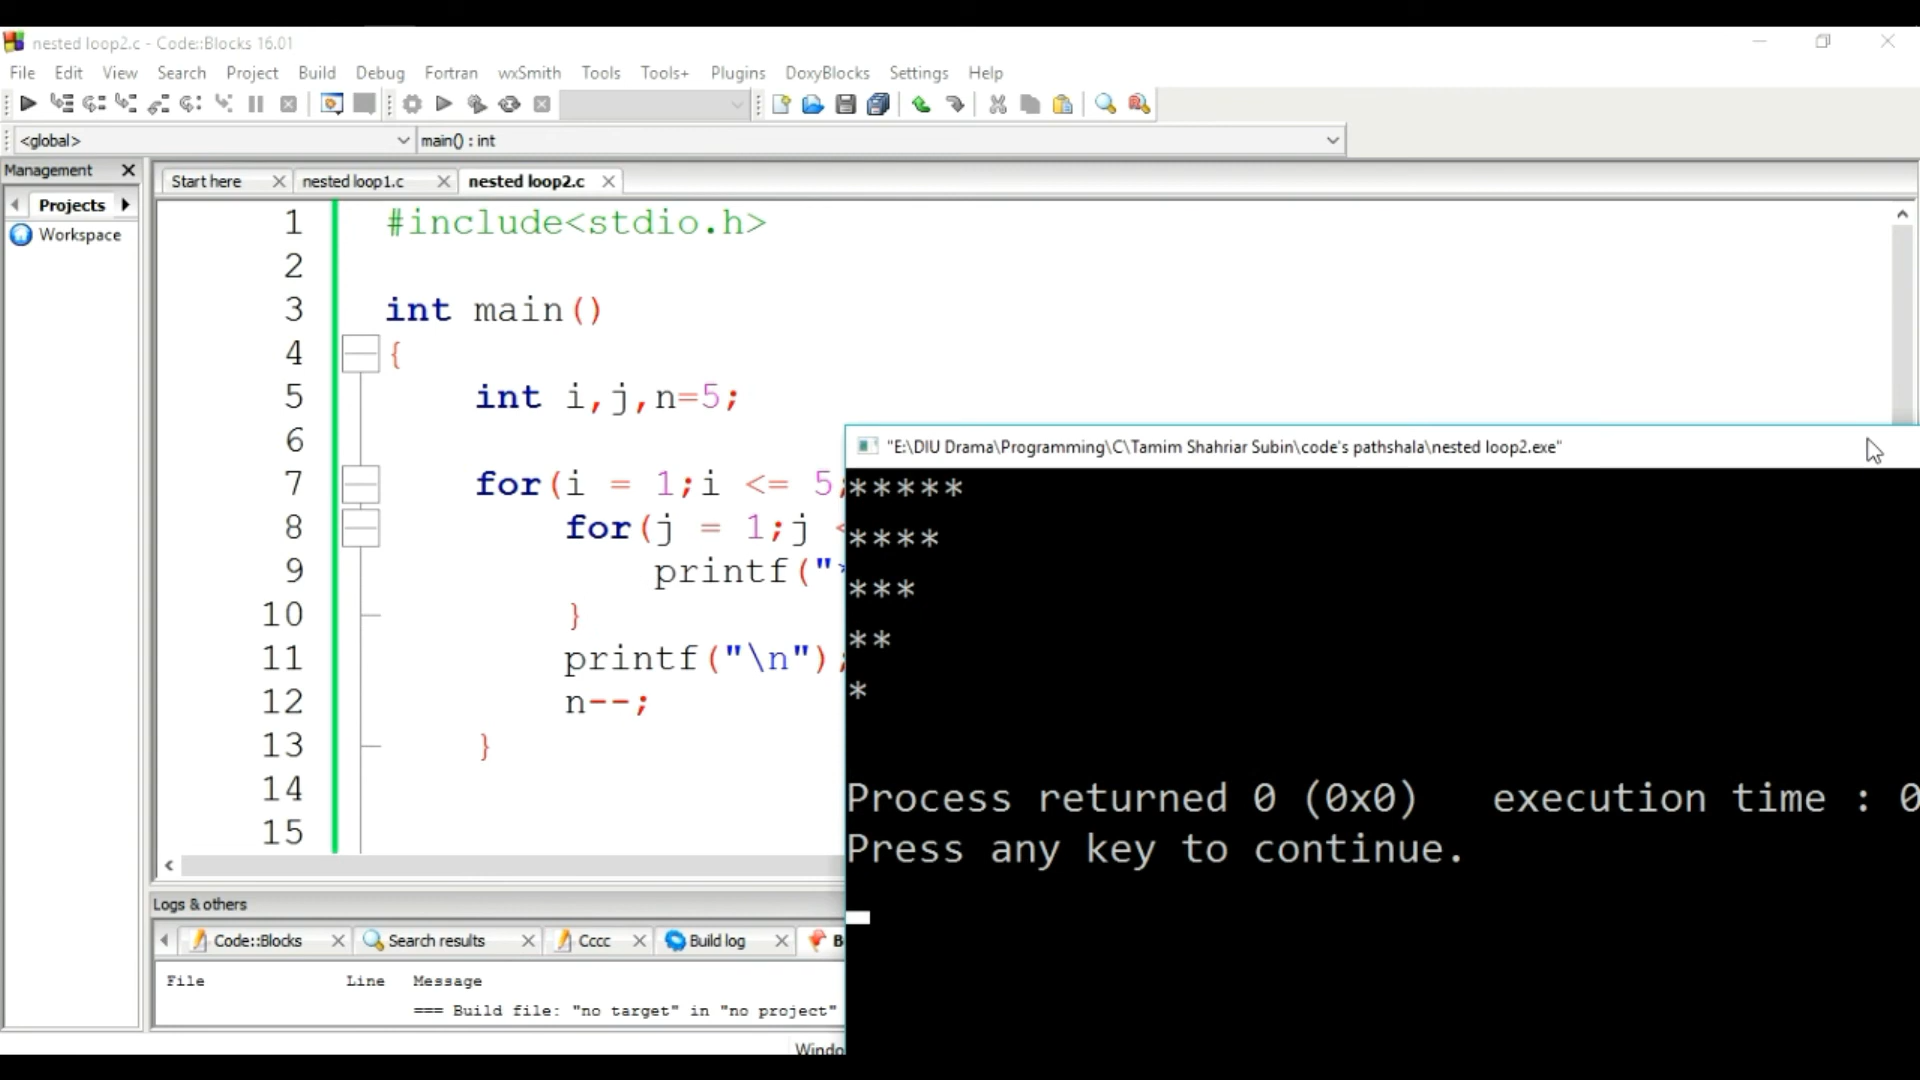 nested loop2.c - Code::Blocks 16.01
File Edit View Search Project Build Debug Fortran wxSmith Tools Tools+ Plugins DoxyBlocks Settings Help
<global> main() : int
Management
Projects
Workspace
Start here nested loop1.c nested loop2.c
1 #include<stdio.h>
2
3 int main()
4 {
5 int i,j,n=5;
6
7 for(i = 1;i <= 5;
8 for(j = 1;j <
9 printf("*
10 }
11 printf("\n");
12 n--;
13 }
14
15
"E:\DIU Drama\Programming\C\Tamim Shahriar Subin\code's pathshala\nested loop2.exe"
*****
****
***
**
*
Process returned 0 (0x0) execution time : 0
Press any key to continue.
Logs & others
Code::Blocks Search results Cccc Build log B
File Line Message
=== Build file: "no target" in "no project"
Windo